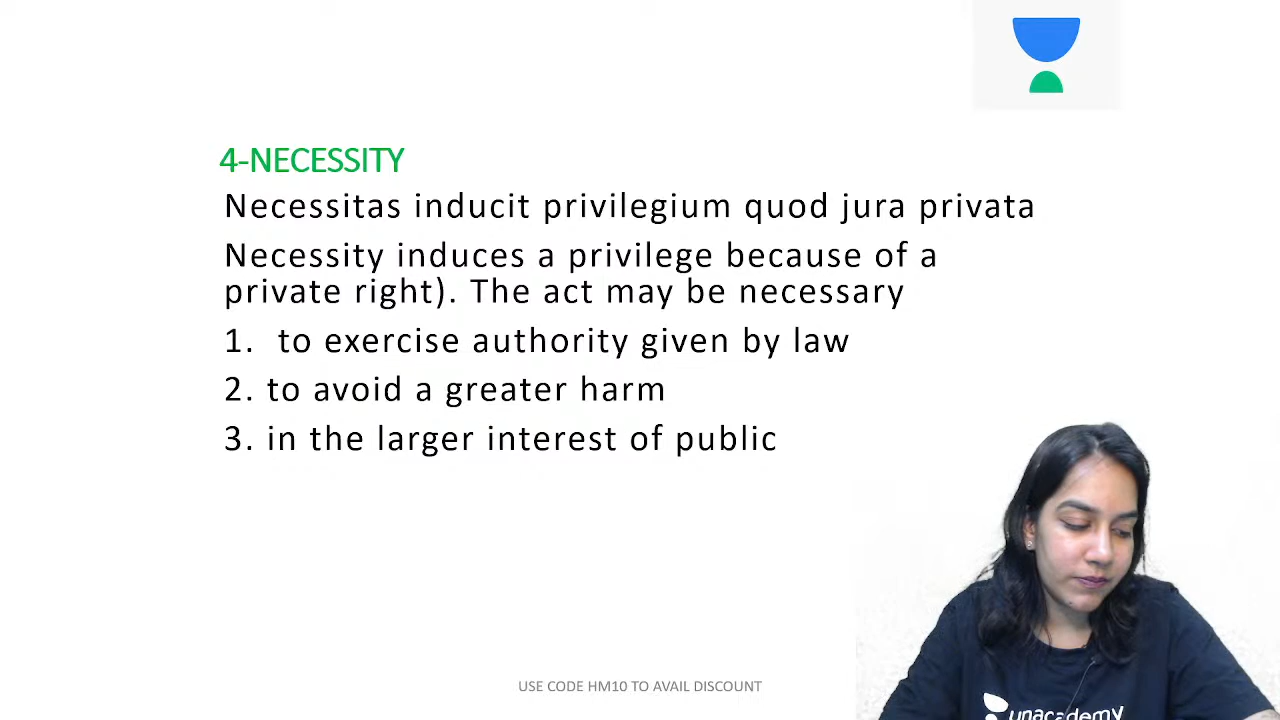 4-NECESSITY
Necessitas inducit privilegium quod jura privata
Necessity induces a privilege because of a
private right). The act may be necessary
1. to exercise authority given by law
2. to avoid a greater harm
3. in the larger interest of public
USE CODE HM10 TO AVAIL DISCOUNT
unacademy